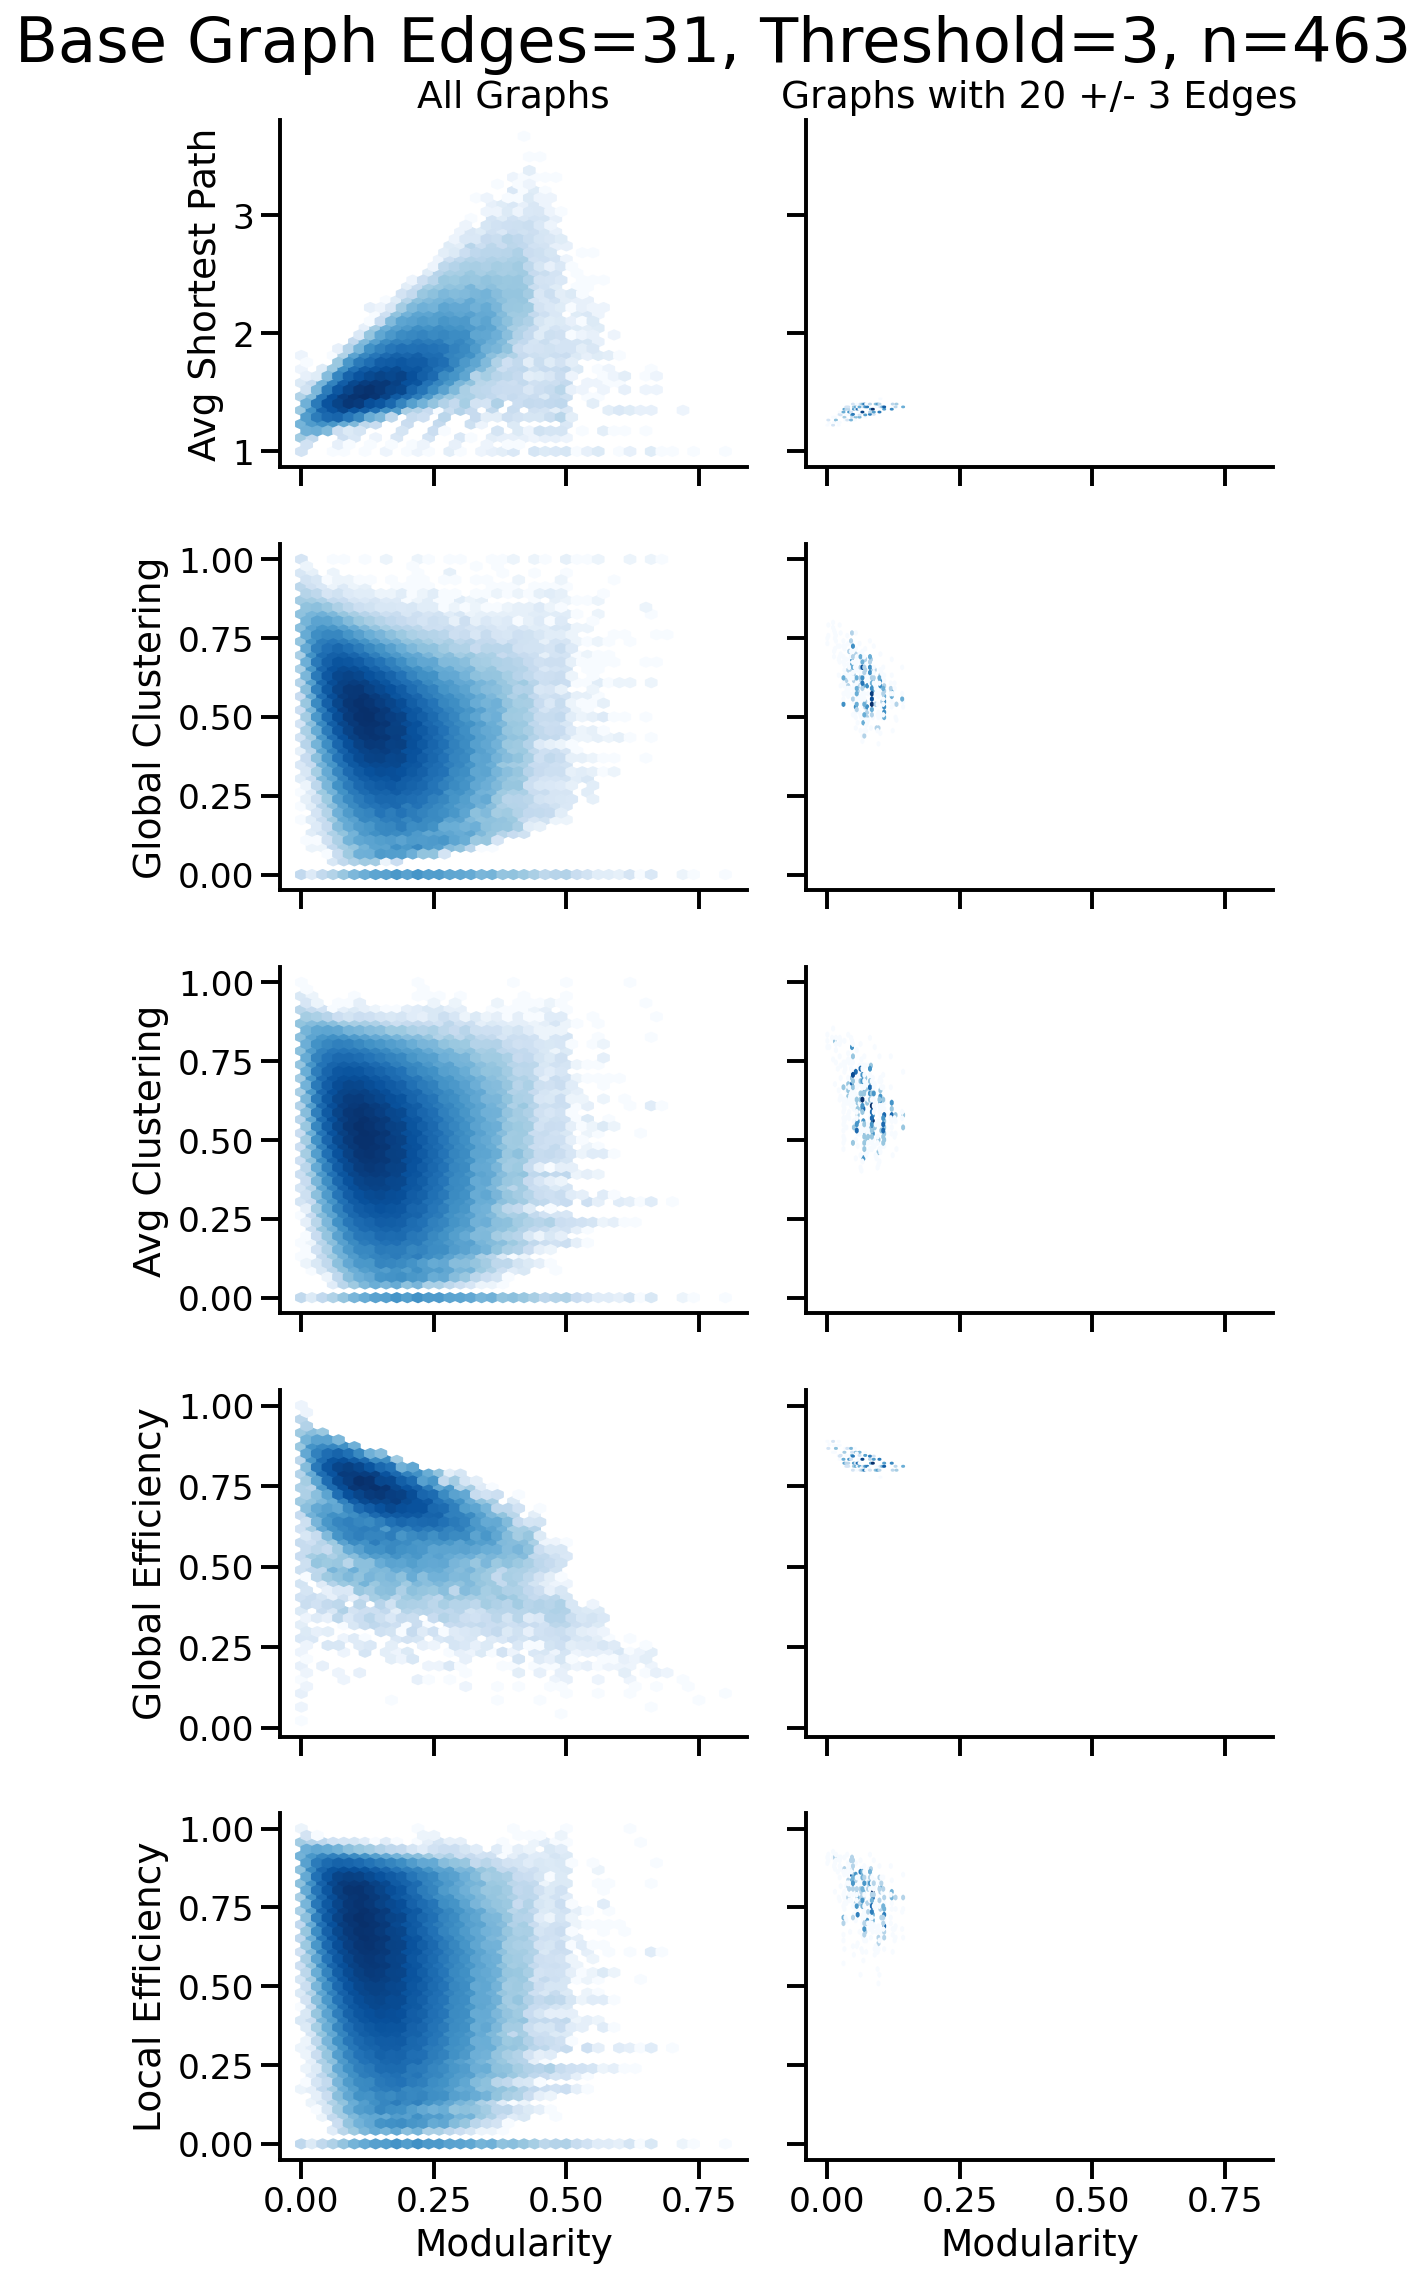 Base Graph Edges=31, Threshold=3, n=463
All Graphs
Graphs with 20 +/- 3 Edges
Avg Shortest Path
3
2
1
Global Clustering
1.00
0.75
0.50
0.25
0.00
Avg Clustering
1.00
0.75
0.50
0.25
0.00
Global Efficiency
1.00
0.75
0.50
0.25
0.00
Local Efficiency
1.00
0.75
0.50
0.25
0.00
0.00 0.25 0.50 0.75
Modularity
0.00 0.25 0.50 0.75
Modularity